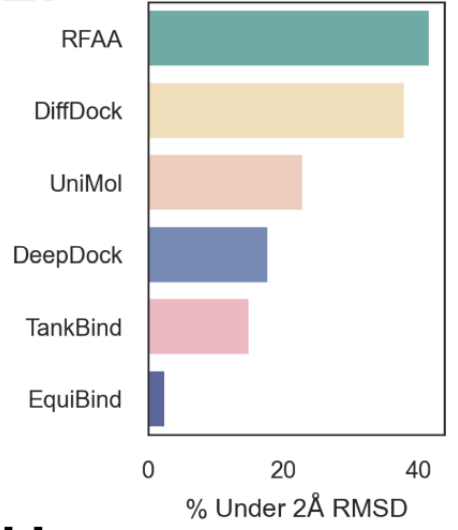 RFAA
DiffDock
UniMol
DeepDock
TankBind
EquiBind
0 20 40
% Under 2Å RMSD